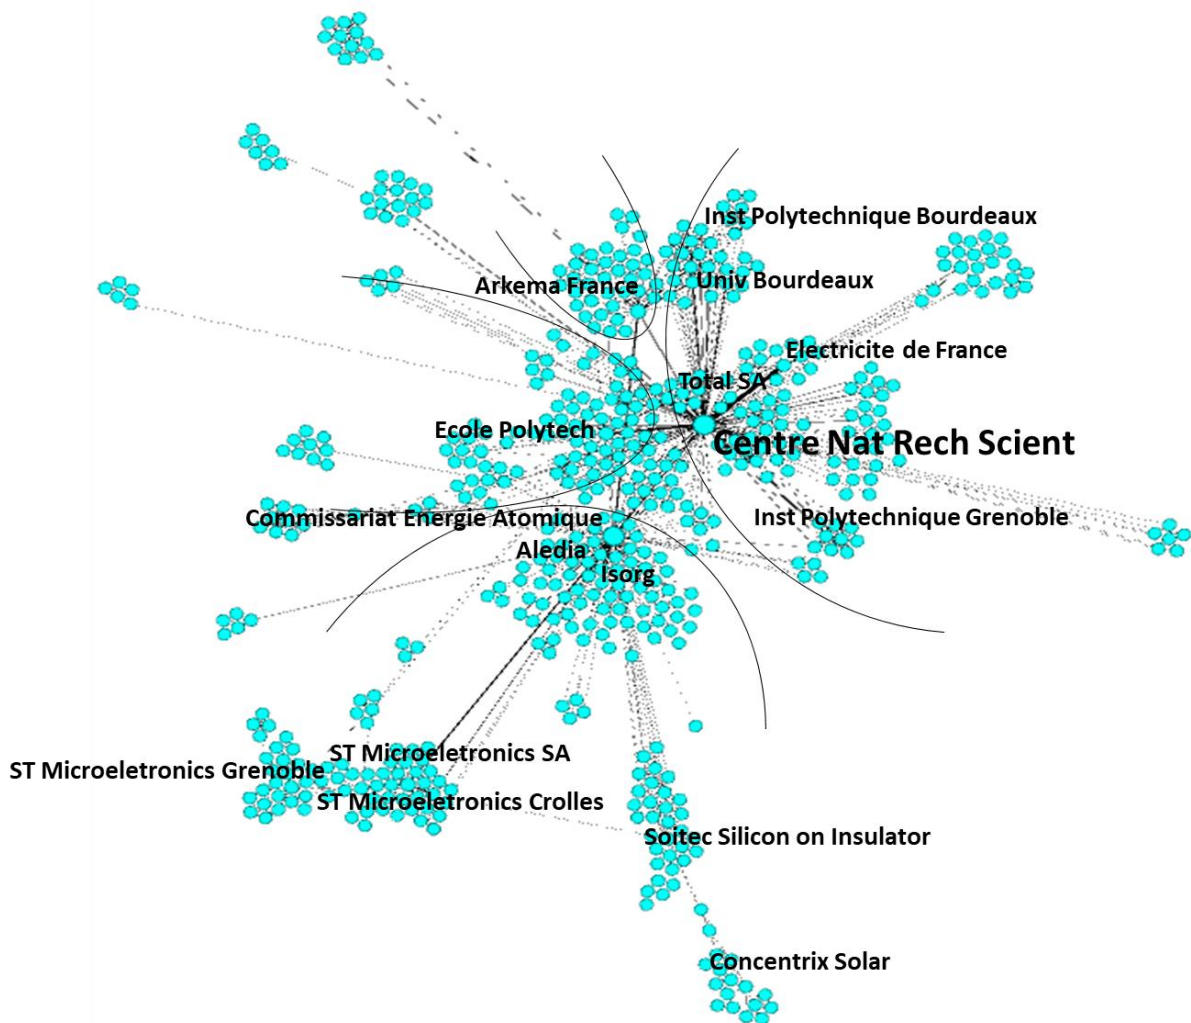 Inst Polytechnique Bourdeaux
Univ Bourdeaux
Arkema France
Electricite de France
Total SA
Ecole Polytech
Centre Nat Rech Scient
Commissariat Energie Atomique
Inst Polytechnique Grenoble
Aledia
Isorg
ST Microeletronics SA
ST Microeletronics Grenoble
ST Microeletronics Crolles
Soitec Silicon on Insulator
Concentrix Solar